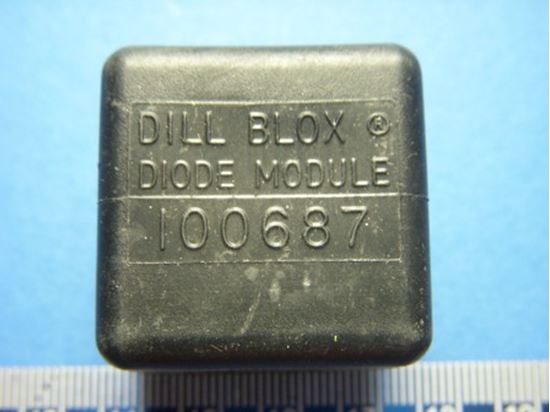 DILL BLOX ®
DIODE MODULE
100687